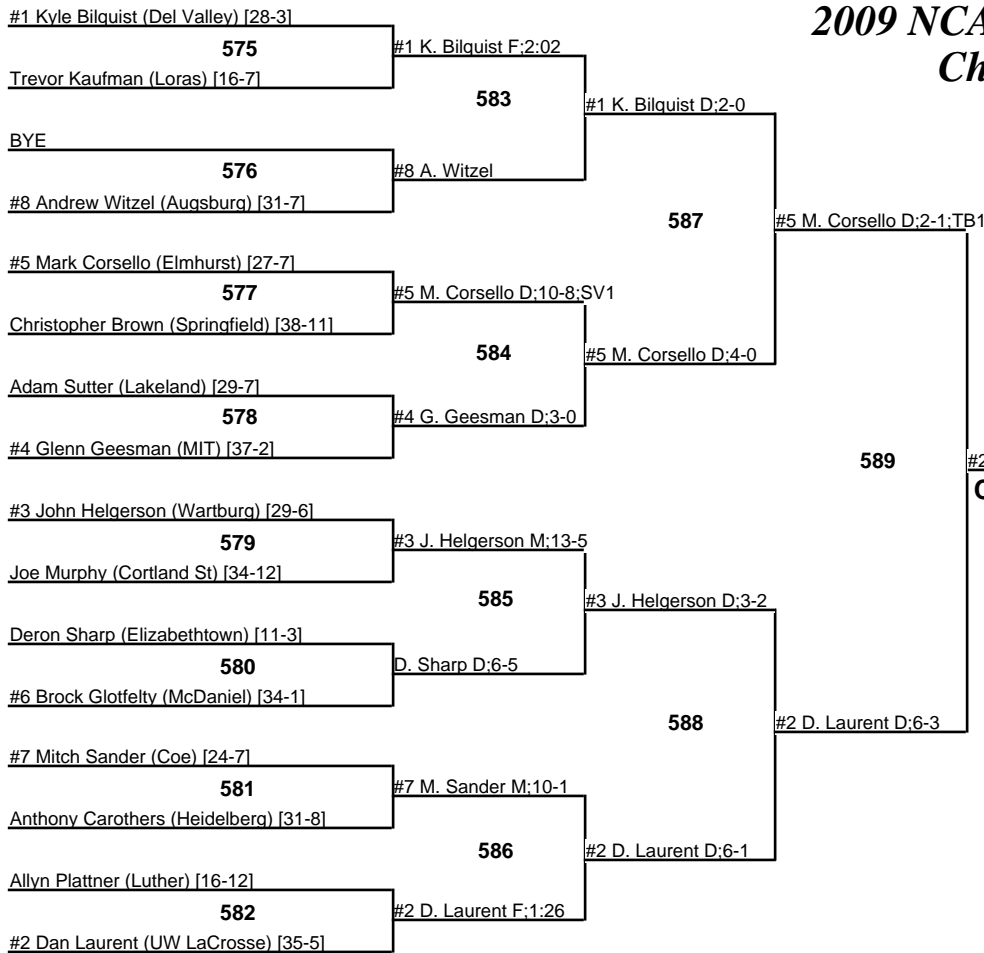 2009 NCA
Ch
#1 Kyle Bilquist (Del Valley) [28-3]
575
Trevor Kaufman (Loras) [16-7]
BYE
576
#8 Andrew Witzel (Augsburg) [31-7]
#5 Mark Corsello (Elmhurst) [27-7]
577
Christopher Brown (Springfield) [38-11]
Adam Sutter (Lakeland) [29-7]
578
#4 Glenn Geesman (MIT) [37-2]
#3 John Helgerson (Wartburg) [29-6]
579
Joe Murphy (Cortland St) [34-12]
Deron Sharp (Elizabethtown) [11-3]
580
#6 Brock Glotfelty (McDaniel) [34-1]
#7 Mitch Sander (Coe) [24-7]
581
Anthony Carothers (Heidelberg) [31-8]
Allyn Plattner (Luther) [16-12]
582
#2 Dan Laurent (UW LaCrosse) [35-5]
#1 K. Bilquist F;2:02
583
#8 A. Witzel
#5 M. Corsello D;10-8;SV1
584
#4 G. Geesman D;3-0
#3 J. Helgerson M;13-5
585
D. Sharp D;6-5
#7 M. Sander M;10-1
586
#2 D. Laurent F;1:26
#1 K. Bilquist D;2-0
587
#5 M. Corsello D;4-0
#3 J. Helgerson D;3-2
588
#2 D. Laurent D;6-1
#5 M. Corsello D;2-1;TB1
589
#2 D. Laurent D;6-3
#2